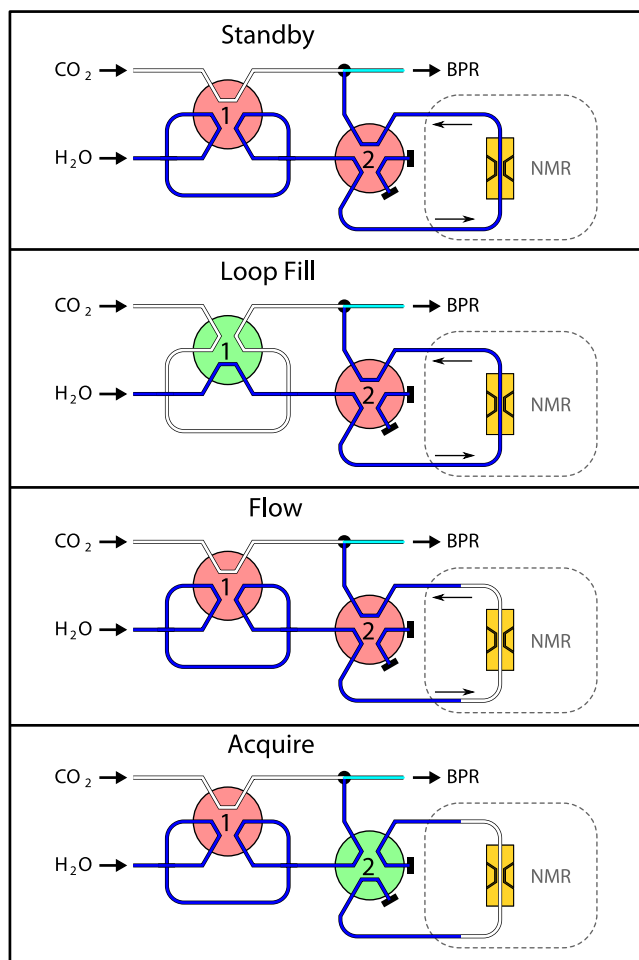 Standby
CO₂ BPR
1
2
H₂O NMR
Loop Fill
CO₂ BPR
1
2
H₂O NMR
Flow
CO₂ BPR
1
2
H₂O NMR
Acquire
CO₂ BPR
1
2
H₂O NMR